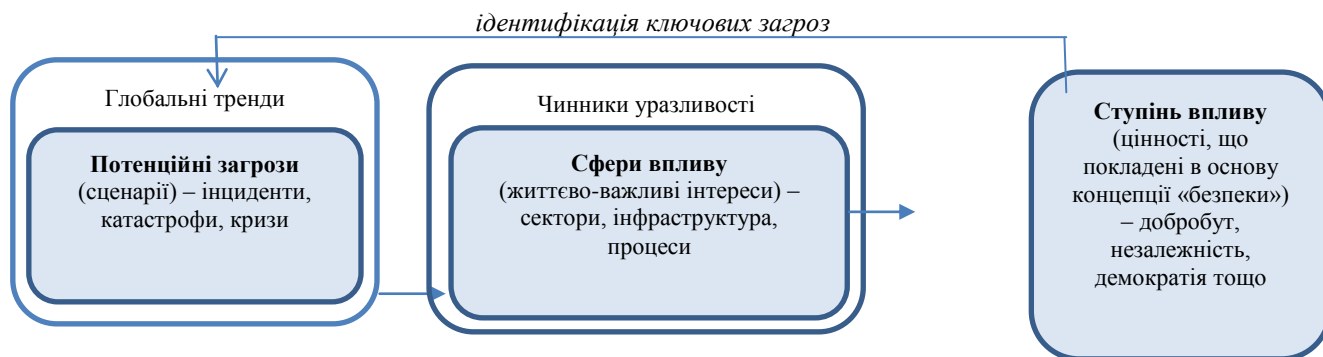 ідентифікація ключових загроз
Глобальні тренди
Потенційні загрози
(сценарії) – інциденти,
катастрофи, кризи
Чинники уразливості
Сфери впливу
(життєво-важливі інтереси) –
сектори, інфраструктура,
процеси
Ступінь впливу
(цінності, що
покладені в основу
концепції «безпеки»)
– добробут,
незалежність,
демократія тощо